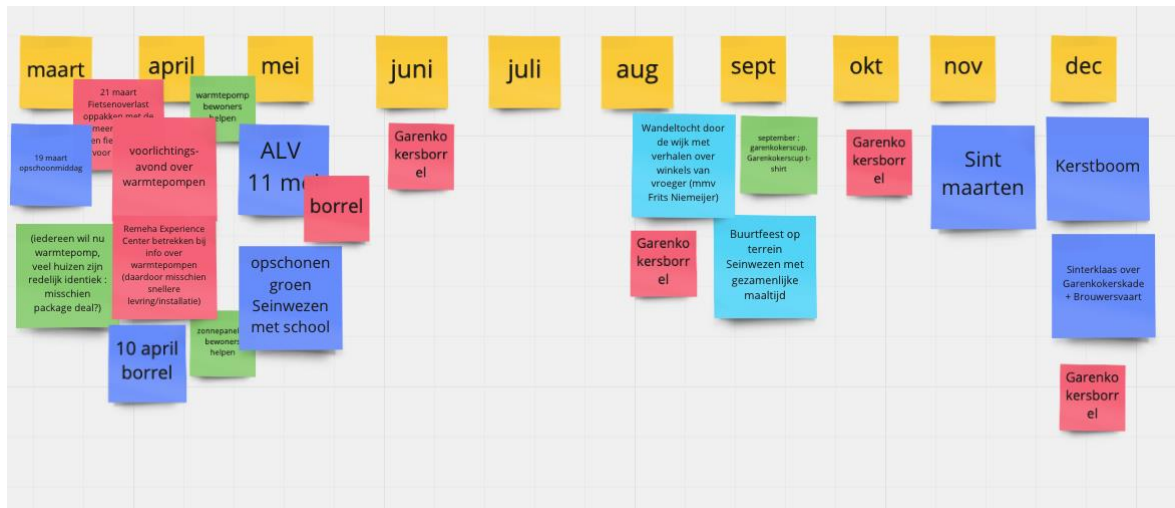 maart
april
mei
juni
juli
aug
sept
okt
nov
dec
21 maart
Fietsenoverlast
oppakken met de
voor
19 maart
opschoonmiddag
(iedereen wil nu
warmtepomp,
veel huizen zijn
redelijk identiek :
misschien
package deal?)
voorlichtings-
avond over
warmtepompen
Remeha Experience
Center betrekken bij
info over
warmtepompen
(daardoor misschien
snellere
levring/installatie)
10 april
borrel
warmtepomp
bewoners
helpen
bewoners
helpen
ALV
11
borrel
opschonen
groen
Seinwezen
met school
Garenko
kersborr
el
Wandeltocht door
de wijk met
verhalen over
winkels van
vroeger (mmv
Frits Niemeijer)
Garenko
kersborr
el
september ;
garenkokerscup.
Garenkokerscup t-
shirt
Buurtfeest op
terrein
Seinwezen met
gezamenlijke
maaltijd
Garenko
kersborr
el
Sint
maarten
Kerstboom
Sinterklaas over
Garenkokerskade
+ Brouwersvaart
Garenko
kersborr
el